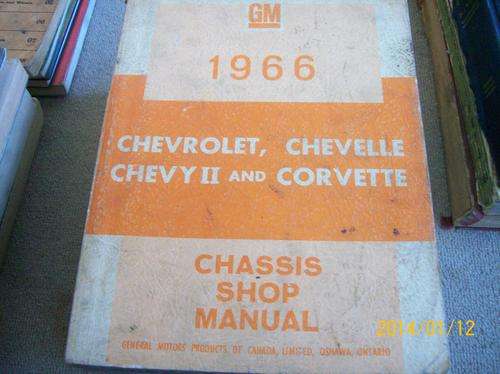 GM
1966
CHEVROLET, CHEVELLE
CHEVY II AND CORVETTE
CHASSIS
SHOP
MANUAL
GENERAL MOTORS PRODUCTS OF CANADA, LIMITED, OSHAWA, ONTARIO
2014/01/12